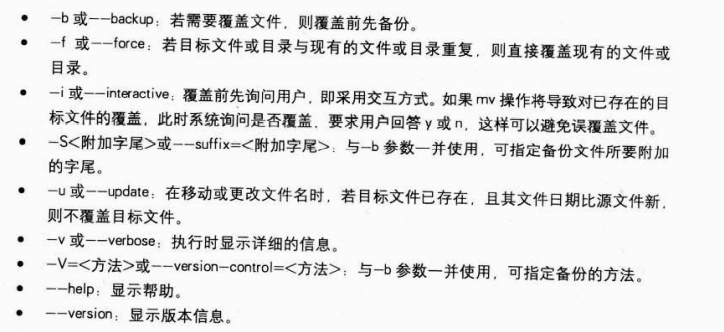 ● —b 或——backup：若需要覆盖文件，则覆盖前先备份。
● —f 或——force：若目标文件或目录与现有的文件或目录重复，则直接覆盖现有的文件或
目录。
● —i 或——interactive：覆盖前先询问用户，即采用交互方式。如果 mv 操作将导致对已存在的目
标文件的覆盖，此时系统询问是否覆盖，要求用户回答 y 或 n，这样可以避免误覆盖文件。
● —S<附加字尾>或——suffix=<附加字尾>：与—b 参数一并使用，可指定备份文件所要附加
的字尾。
● —u 或——update：在移动或更改文件名时，若目标文件已存在，且其文件日期比源文件新，
则不覆盖目标文件。
● —v 或——verbose：执行时显示详细的信息。
● —V=<方法>或——version—control=<方法>：与—b 参数一并使用，可指定备份的方法。
● ——help：显示帮助。
● ——version：显示版本信息。